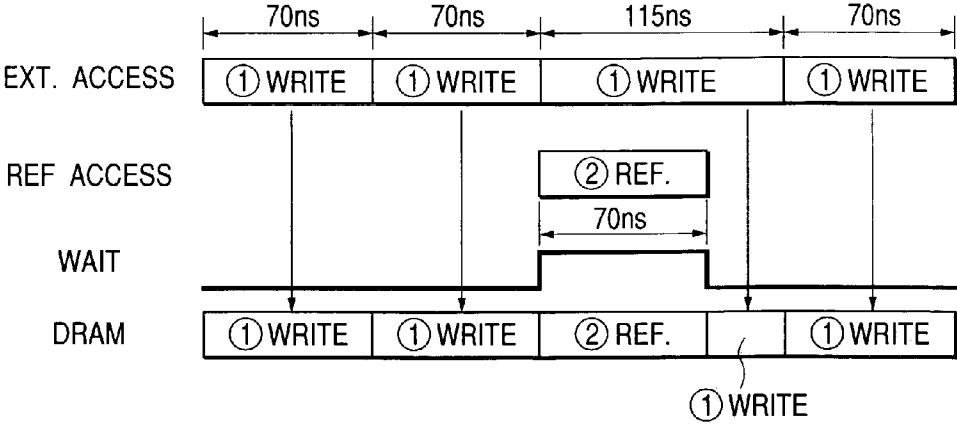 70ns 70ns 115ns 70ns
EXT. ACCESS ① WRITE ① WRITE ① WRITE ① WRITE
REF ACCESS ② REF.
70ns
WAIT
DRAM ① WRITE ① WRITE ② REF. ① WRITE
① WRITE